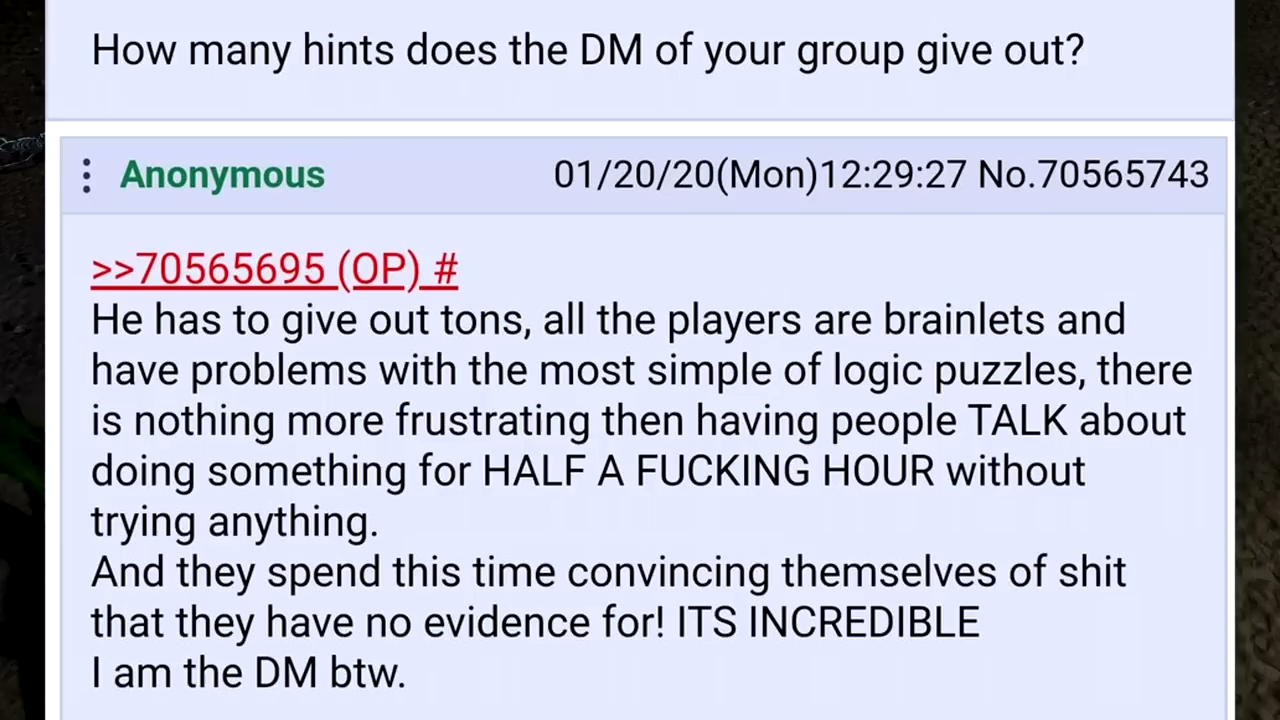 How many hints does the DM of your group give out?
Anonymous 01/20/20(Mon)12:29:27 No.70565743
>>70565695 (OP) #
He has to give out tons, all the players are brainlets and
have problems with the most simple of logic puzzles, there
is nothing more frustrating then having people TALK about
doing something for HALF A FUCKING HOUR without
trying anything.
And they spend this time convincing themselves of shit
that they have no evidence for! ITS INCREDIBLE
I am the DM btw.